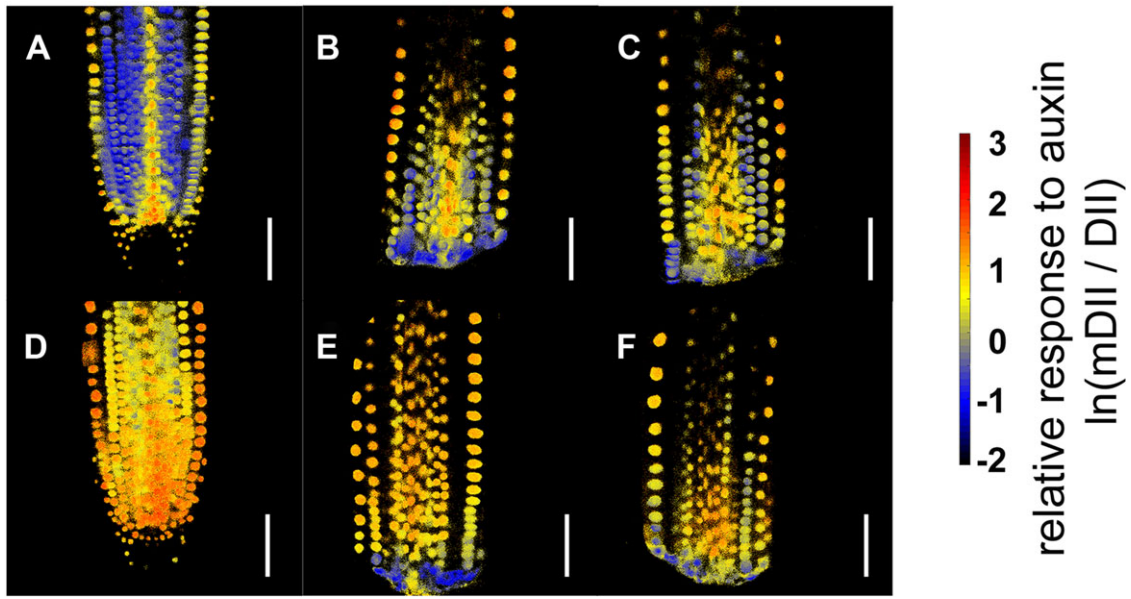 A
B
C
D
E
F
3
2
1
0
-1
-2
relative response to auxin
ln(mDII / DII)